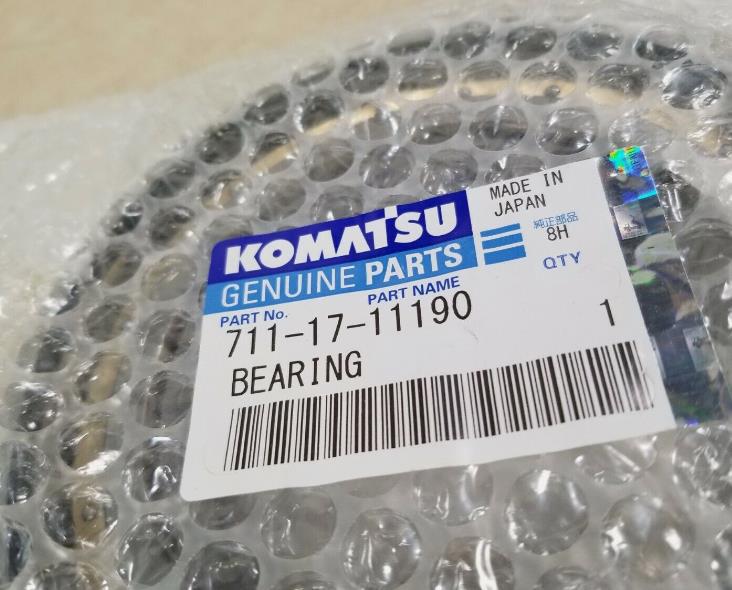 KOMATSU
GENUINE PARTS
MADE IN
JAPAN
純正部品
8H
QTY
PART No.
PART NAME
711-17-11190
1
BEARING